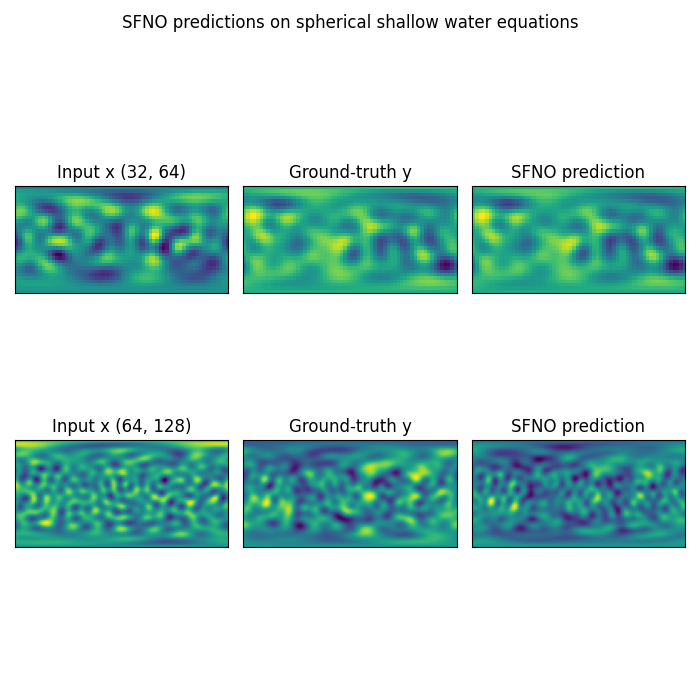 SFNO predictions on spherical shallow water equations
Input x (32, 64)
Ground-truth y
SFNO prediction
Input x (64, 128)
Ground-truth y
SFNO prediction